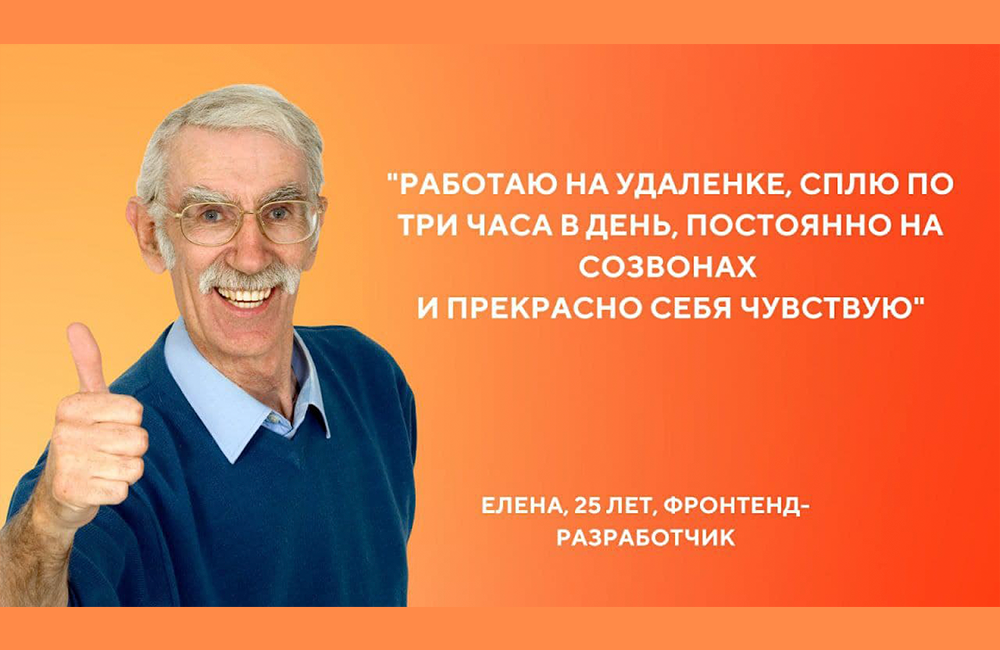 "РАБОТАЮ НА УДАЛЕНКЕ, СПЛЮ ПО
ТРИ ЧАСА В ДЕНЬ, ПОСТОЯННО НА
СОЗВОНАХ
И ПРЕКРАСНО СЕБЯ ЧУВСТВУЮ"
ЕЛЕНА, 25 ЛЕТ, ФРОНТЕНД-
РАЗРАБОТЧИК